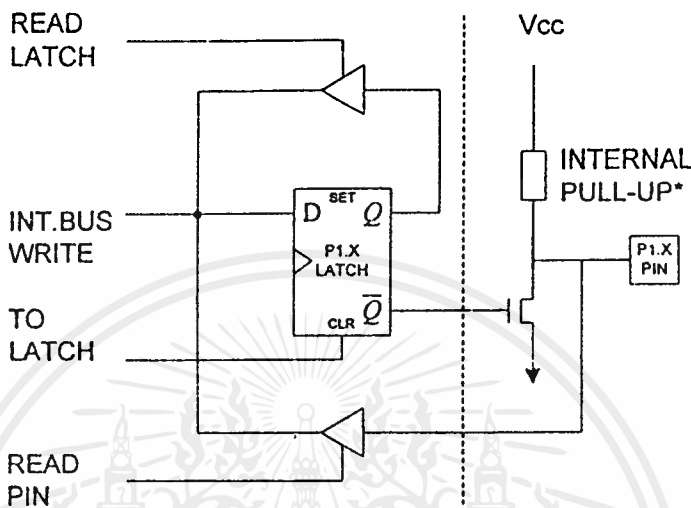 READ
LATCH
Vcc
INTERNAL
PULL-UP*
INT.BUS
WRITE
D
SET
Q
P1.X
LATCH
Q̅
CLR
P1.X
PIN
TO
LATCH
READ
PIN